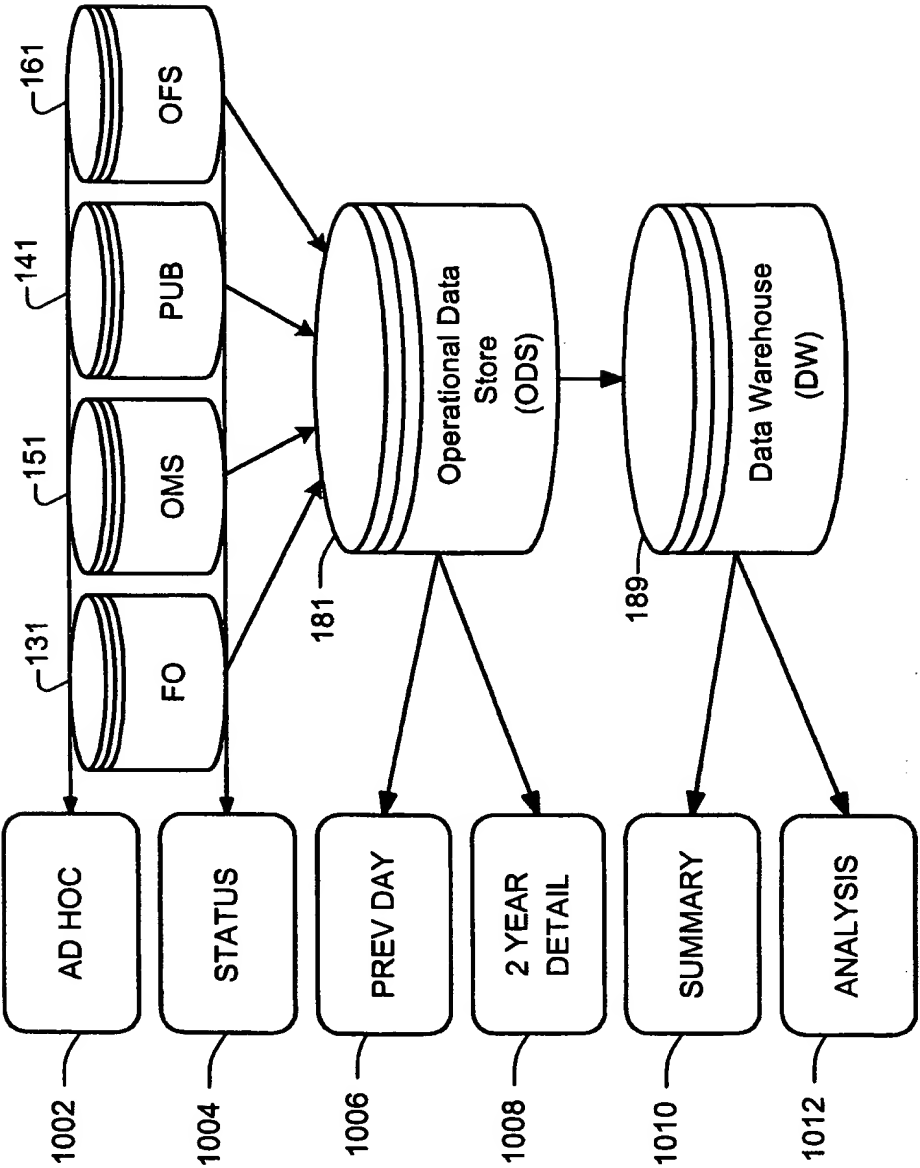 161
141
151
131
OFS
PUB
OMS
FO
AD HOC
1002
STATUS
1004
181
Operational Data
Store
(ODS)
PREV DAY
1006
2 YEAR
DETAIL
1008
189
Data Warehouse
(DW)
SUMMARY
1010
ANALYSIS
1012